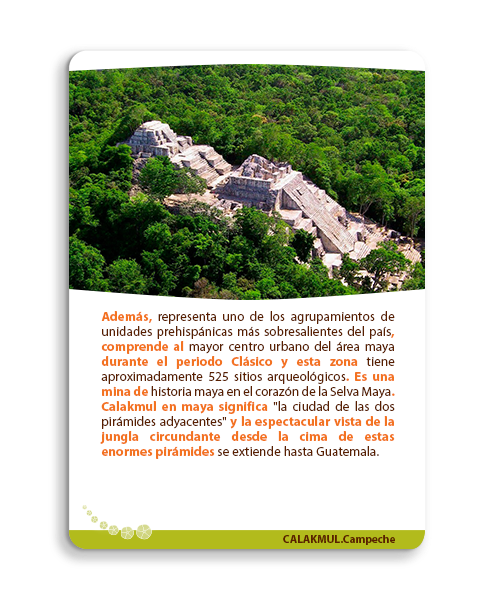 Además, representa uno de los agrupamientos de
unidades prehispánicas más sobresalientes del país,
comprende al mayor centro urbano del área maya
durante el periodo Clásico y esta zona tiene
aproximadamente 525 sitios arqueológicos. Es una
mina de historia maya en el corazón de la Selva Maya.
Calakmul en maya significa "la ciudad de las dos
pirámides adyacentes" y la espectacular vista de la
jungla circundante desde la cima de estas
enormes pirámides se extiende hasta Guatemala.
CALAKMUL.Campeche